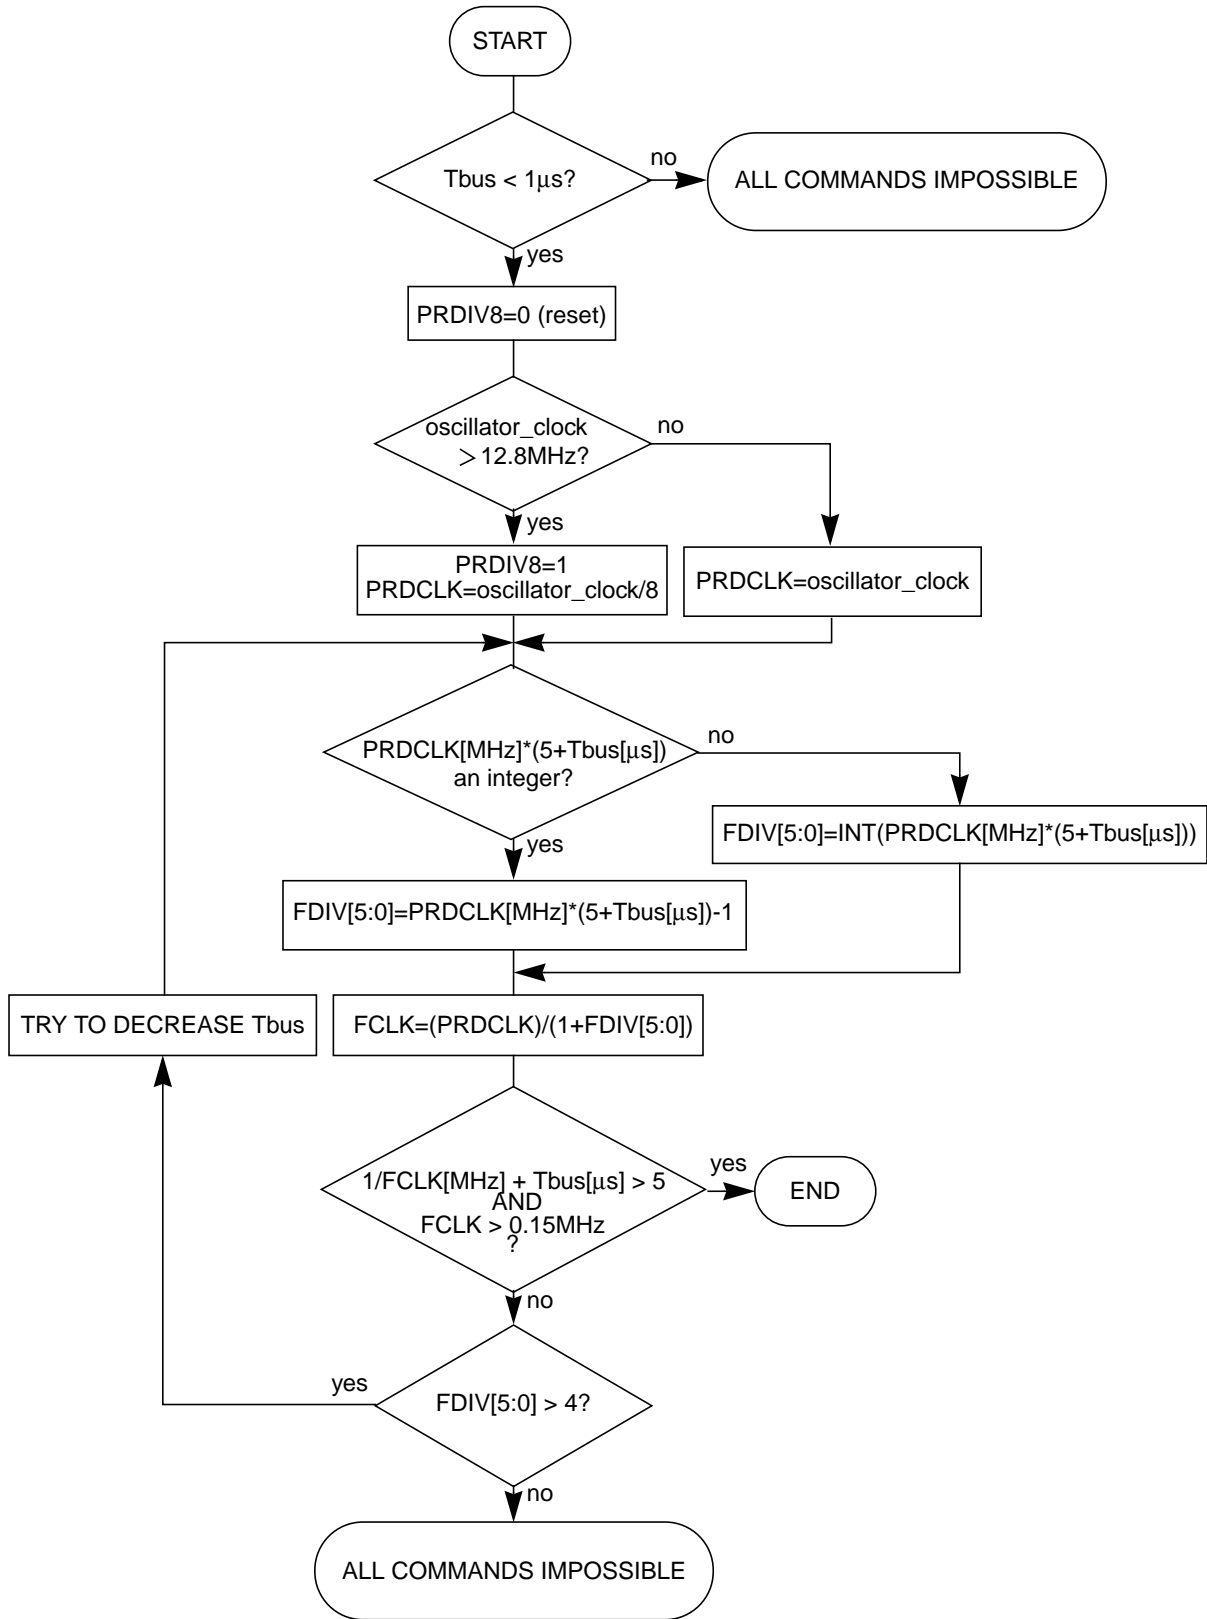 START
Tbus < 1μs?
no
ALL COMMANDS IMPOSSIBLE
yes
PRDIV8=0 (reset)
oscillator_clock
> 12.8MHz?
no
yes
PRDIV8=1
PRDCLK=oscillator_clock/8
PRDCLK=oscillator_clock
PRDCLK[MHz]*(5+Tbus[μs])
an integer?
no
yes
FDIV[5:0]=INT(PRDCLK[MHz]*(5+Tbus[μs]))
FDIV[5:0]=PRDCLK[MHz]*(5+Tbus[μs])-1
TRY TO DECREASE Tbus
FCLK=(PRDCLK)/(1+FDIV[5:0])
1/FCLK[MHz] + Tbus[μs] > 5
AND
FCLK > 0.15MHz
?
yes
END
no
FDIV[5:0] > 4?
yes
no
ALL COMMANDS IMPOSSIBLE